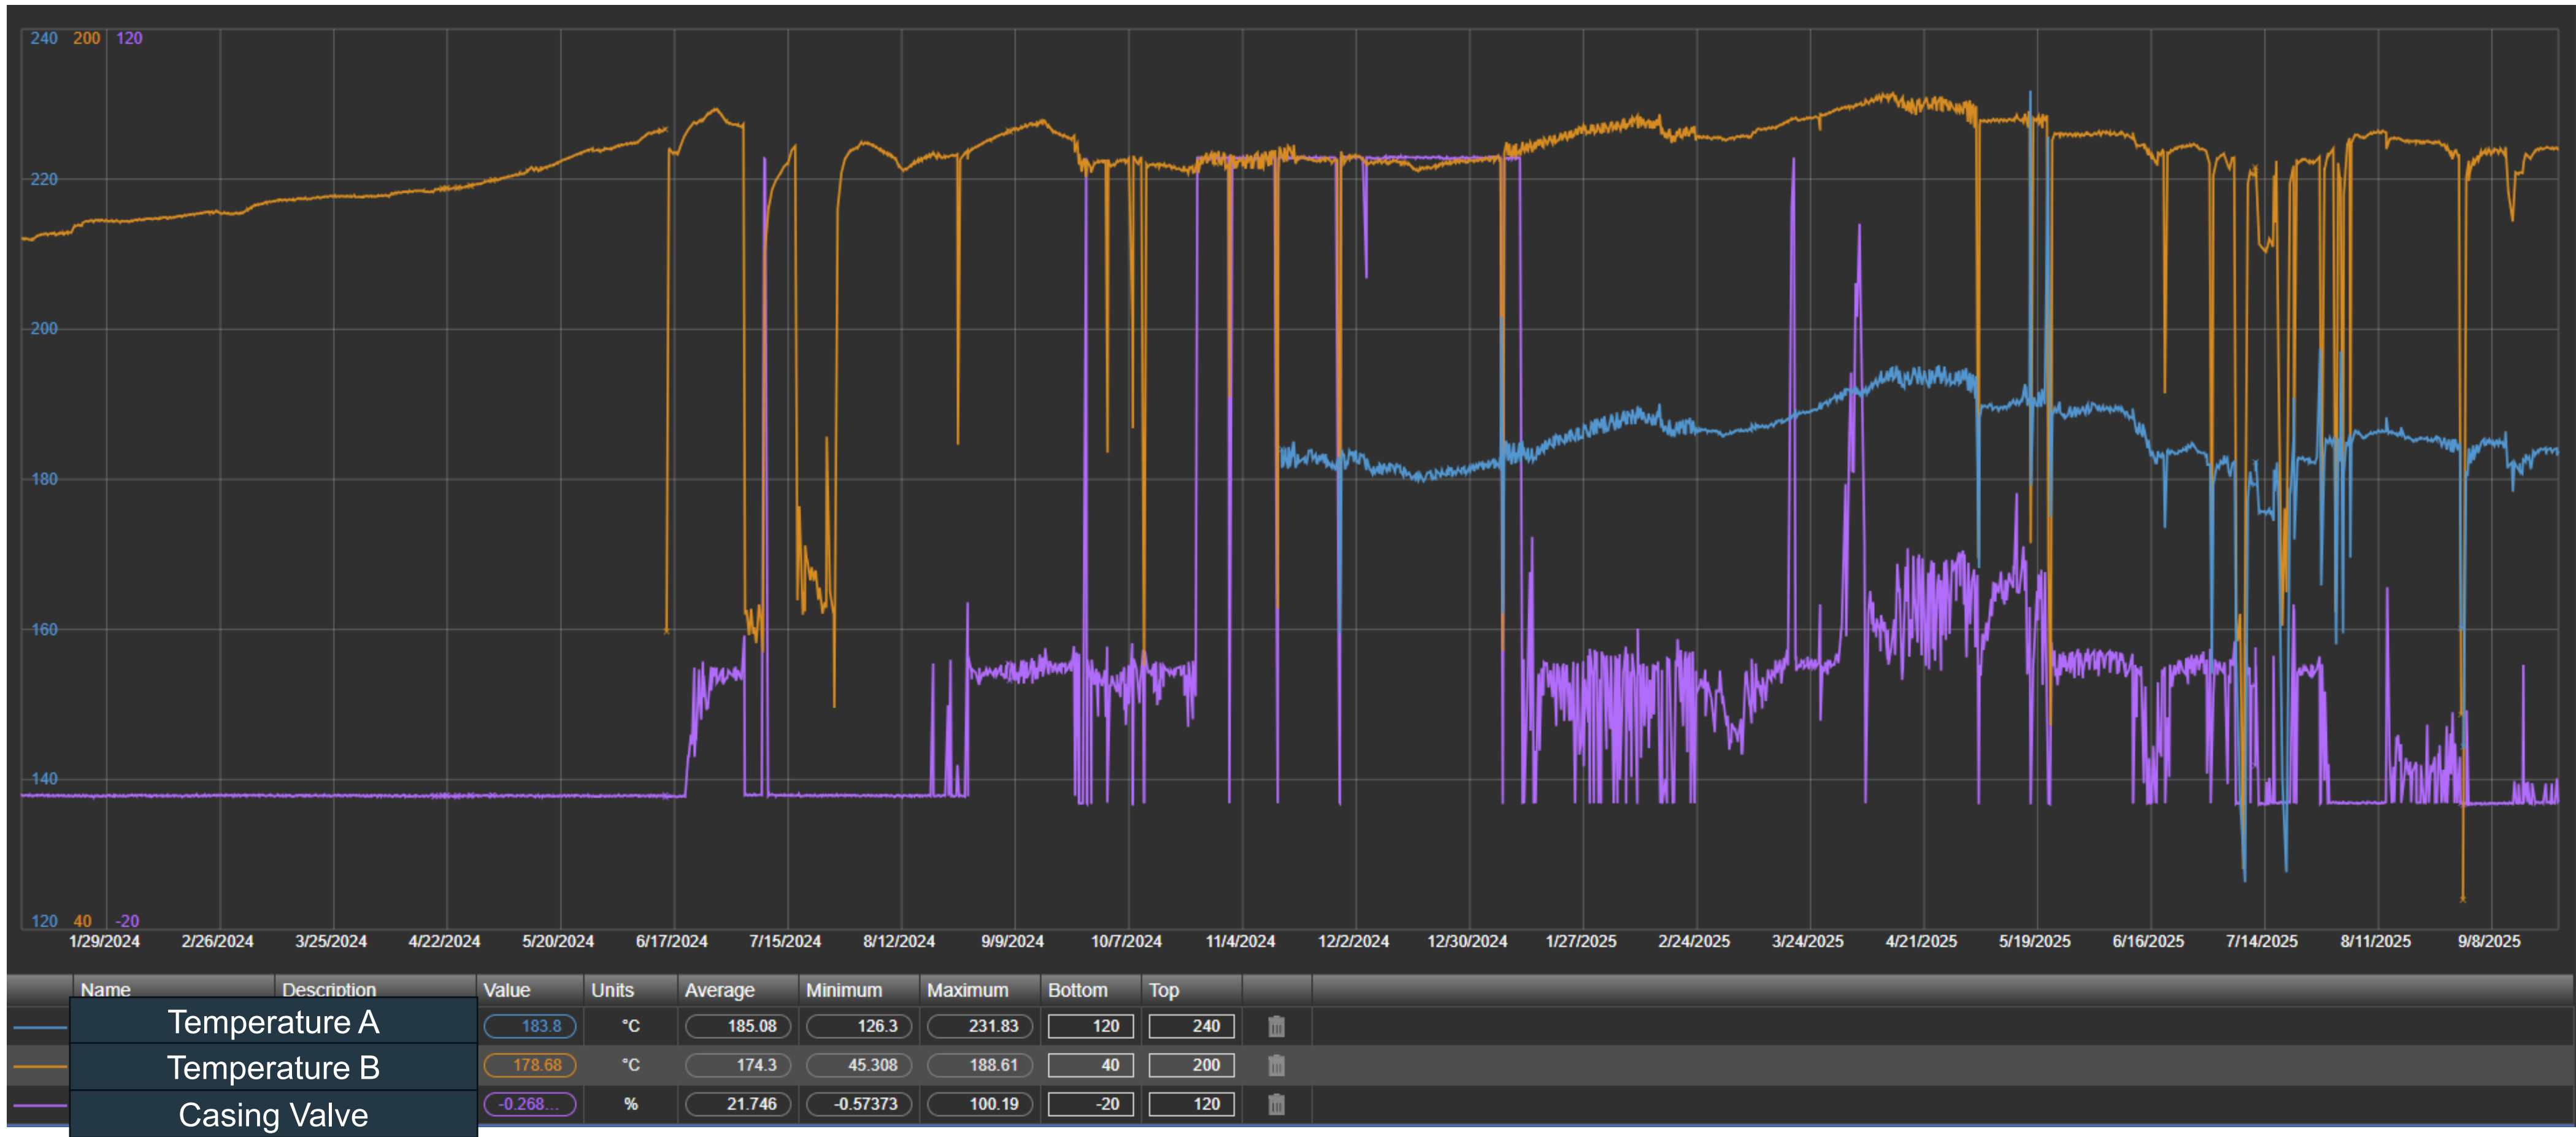 240 200 120
220
200
180
160
140
120 40 -20
1/29/2024 2/26/2024 3/25/2024 4/22/2024 5/20/2024 6/17/2024 7/15/2024 8/12/2024 9/9/2024 10/7/2024 11/4/2024 12/2/2024 12/30/2024 1/27/2025 2/24/2025 3/24/2025 4/21/2025 5/19/2025 6/16/2025 7/14/2025 8/11/2025 9/8/2025
Name Description Value Units Average Minimum Maximum Bottom Top
Temperature A 183.8 °C 185.08 126.3 231.83 120 240
Temperature B 178.68 °C 174.3 45.308 188.61 40 200
Casing Valve -0.268... % 21.746 -0.57373 100.19 -20 120